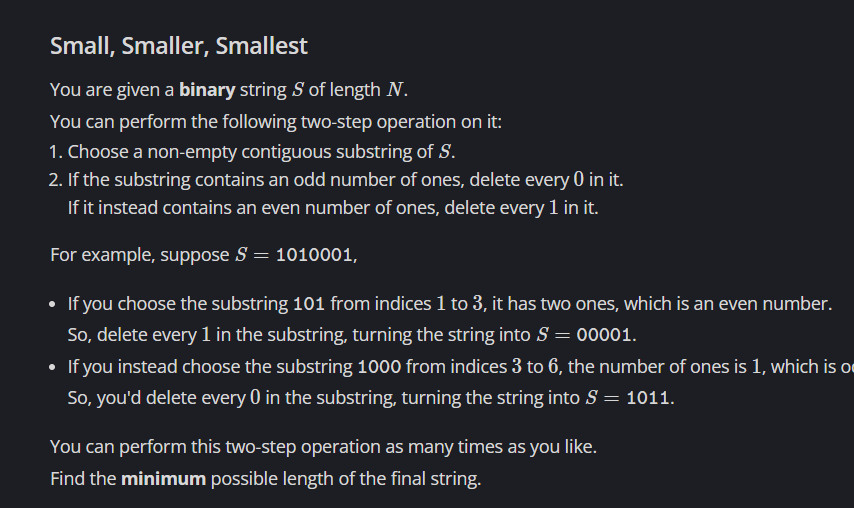 Small, Smaller, Smallest
You are given a binary string S of length N.
You can perform the following two-step operation on it:
1. Choose a non-empty contiguous substring of S.
2. If the substring contains an odd number of ones, delete every 0 in it.
If it instead contains an even number of ones, delete every 1 in it.
For example, suppose S = 1010001,
• If you choose the substring 101 from indices 1 to 3, it has two ones, which is an even number.
So, delete every 1 in the substring, turning the string into S = 00001.
• If you instead choose the substring 1000 from indices 3 to 6, the number of ones is 1, which is o
So, you'd delete every 0 in the substring, turning the string into S = 1011.
You can perform this two-step operation as many times as you like.
Find the minimum possible length of the final string.